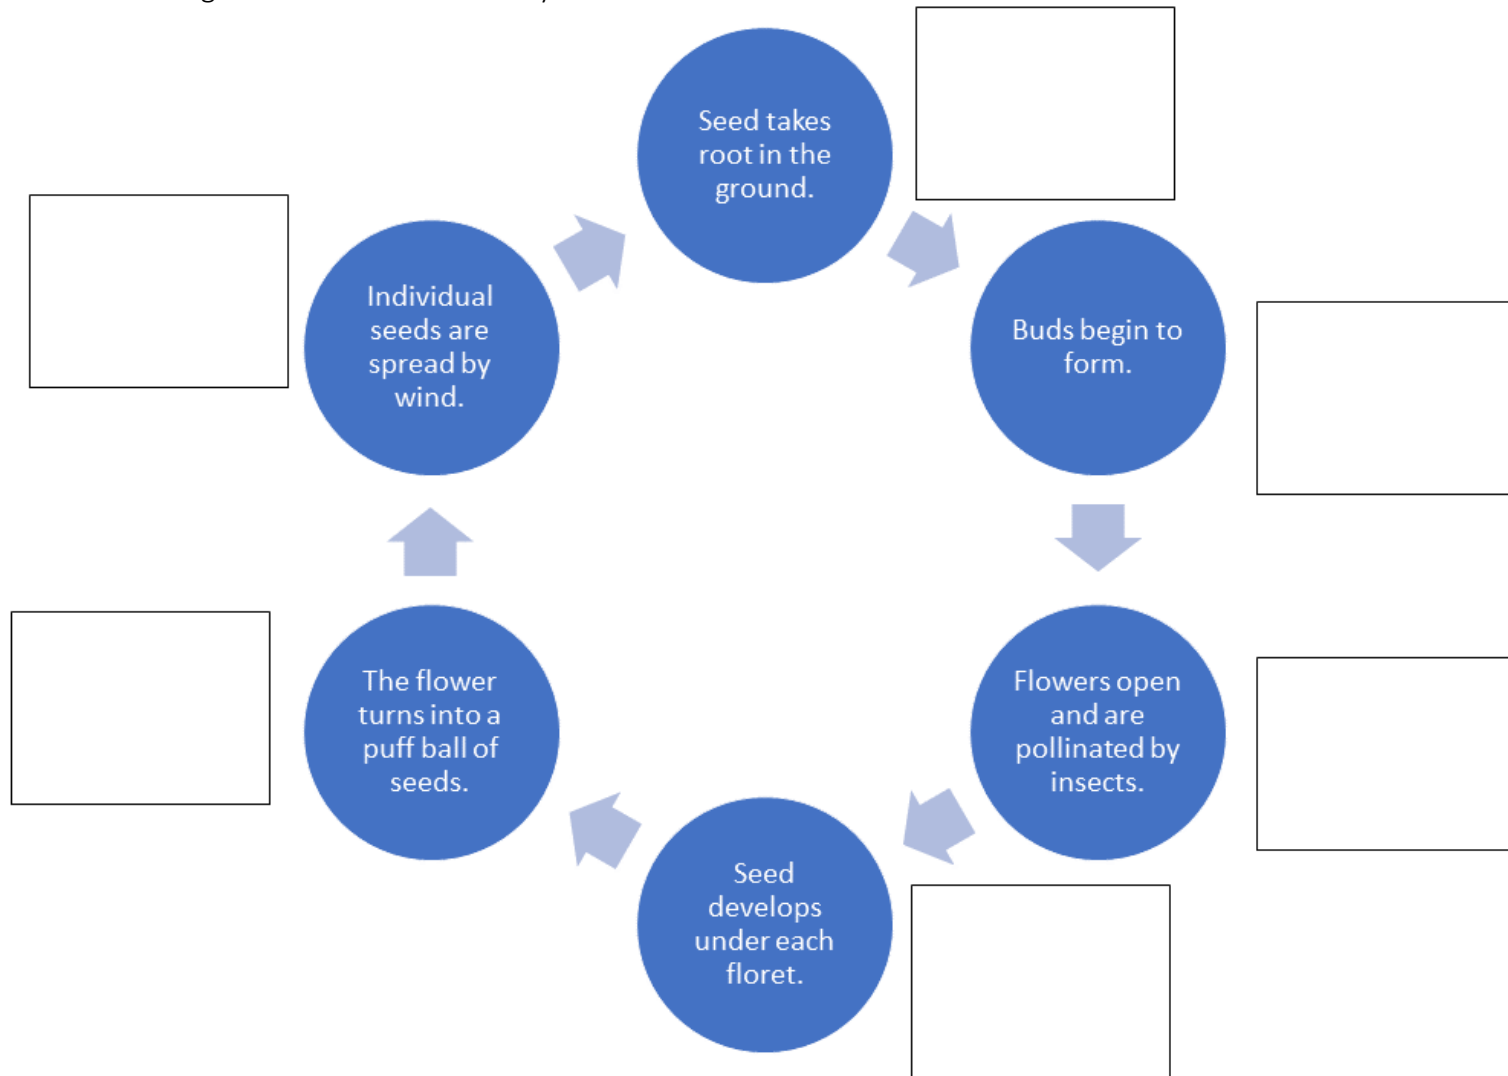 Seed takes
root in the
ground.
Buds begin to
form.
Flowers open
and are
pollinated by
insects.
Seed
develops
under each
floret.
The flower
turns into a
puff ball of
seeds.
Individual
seeds are
spread by
wind.